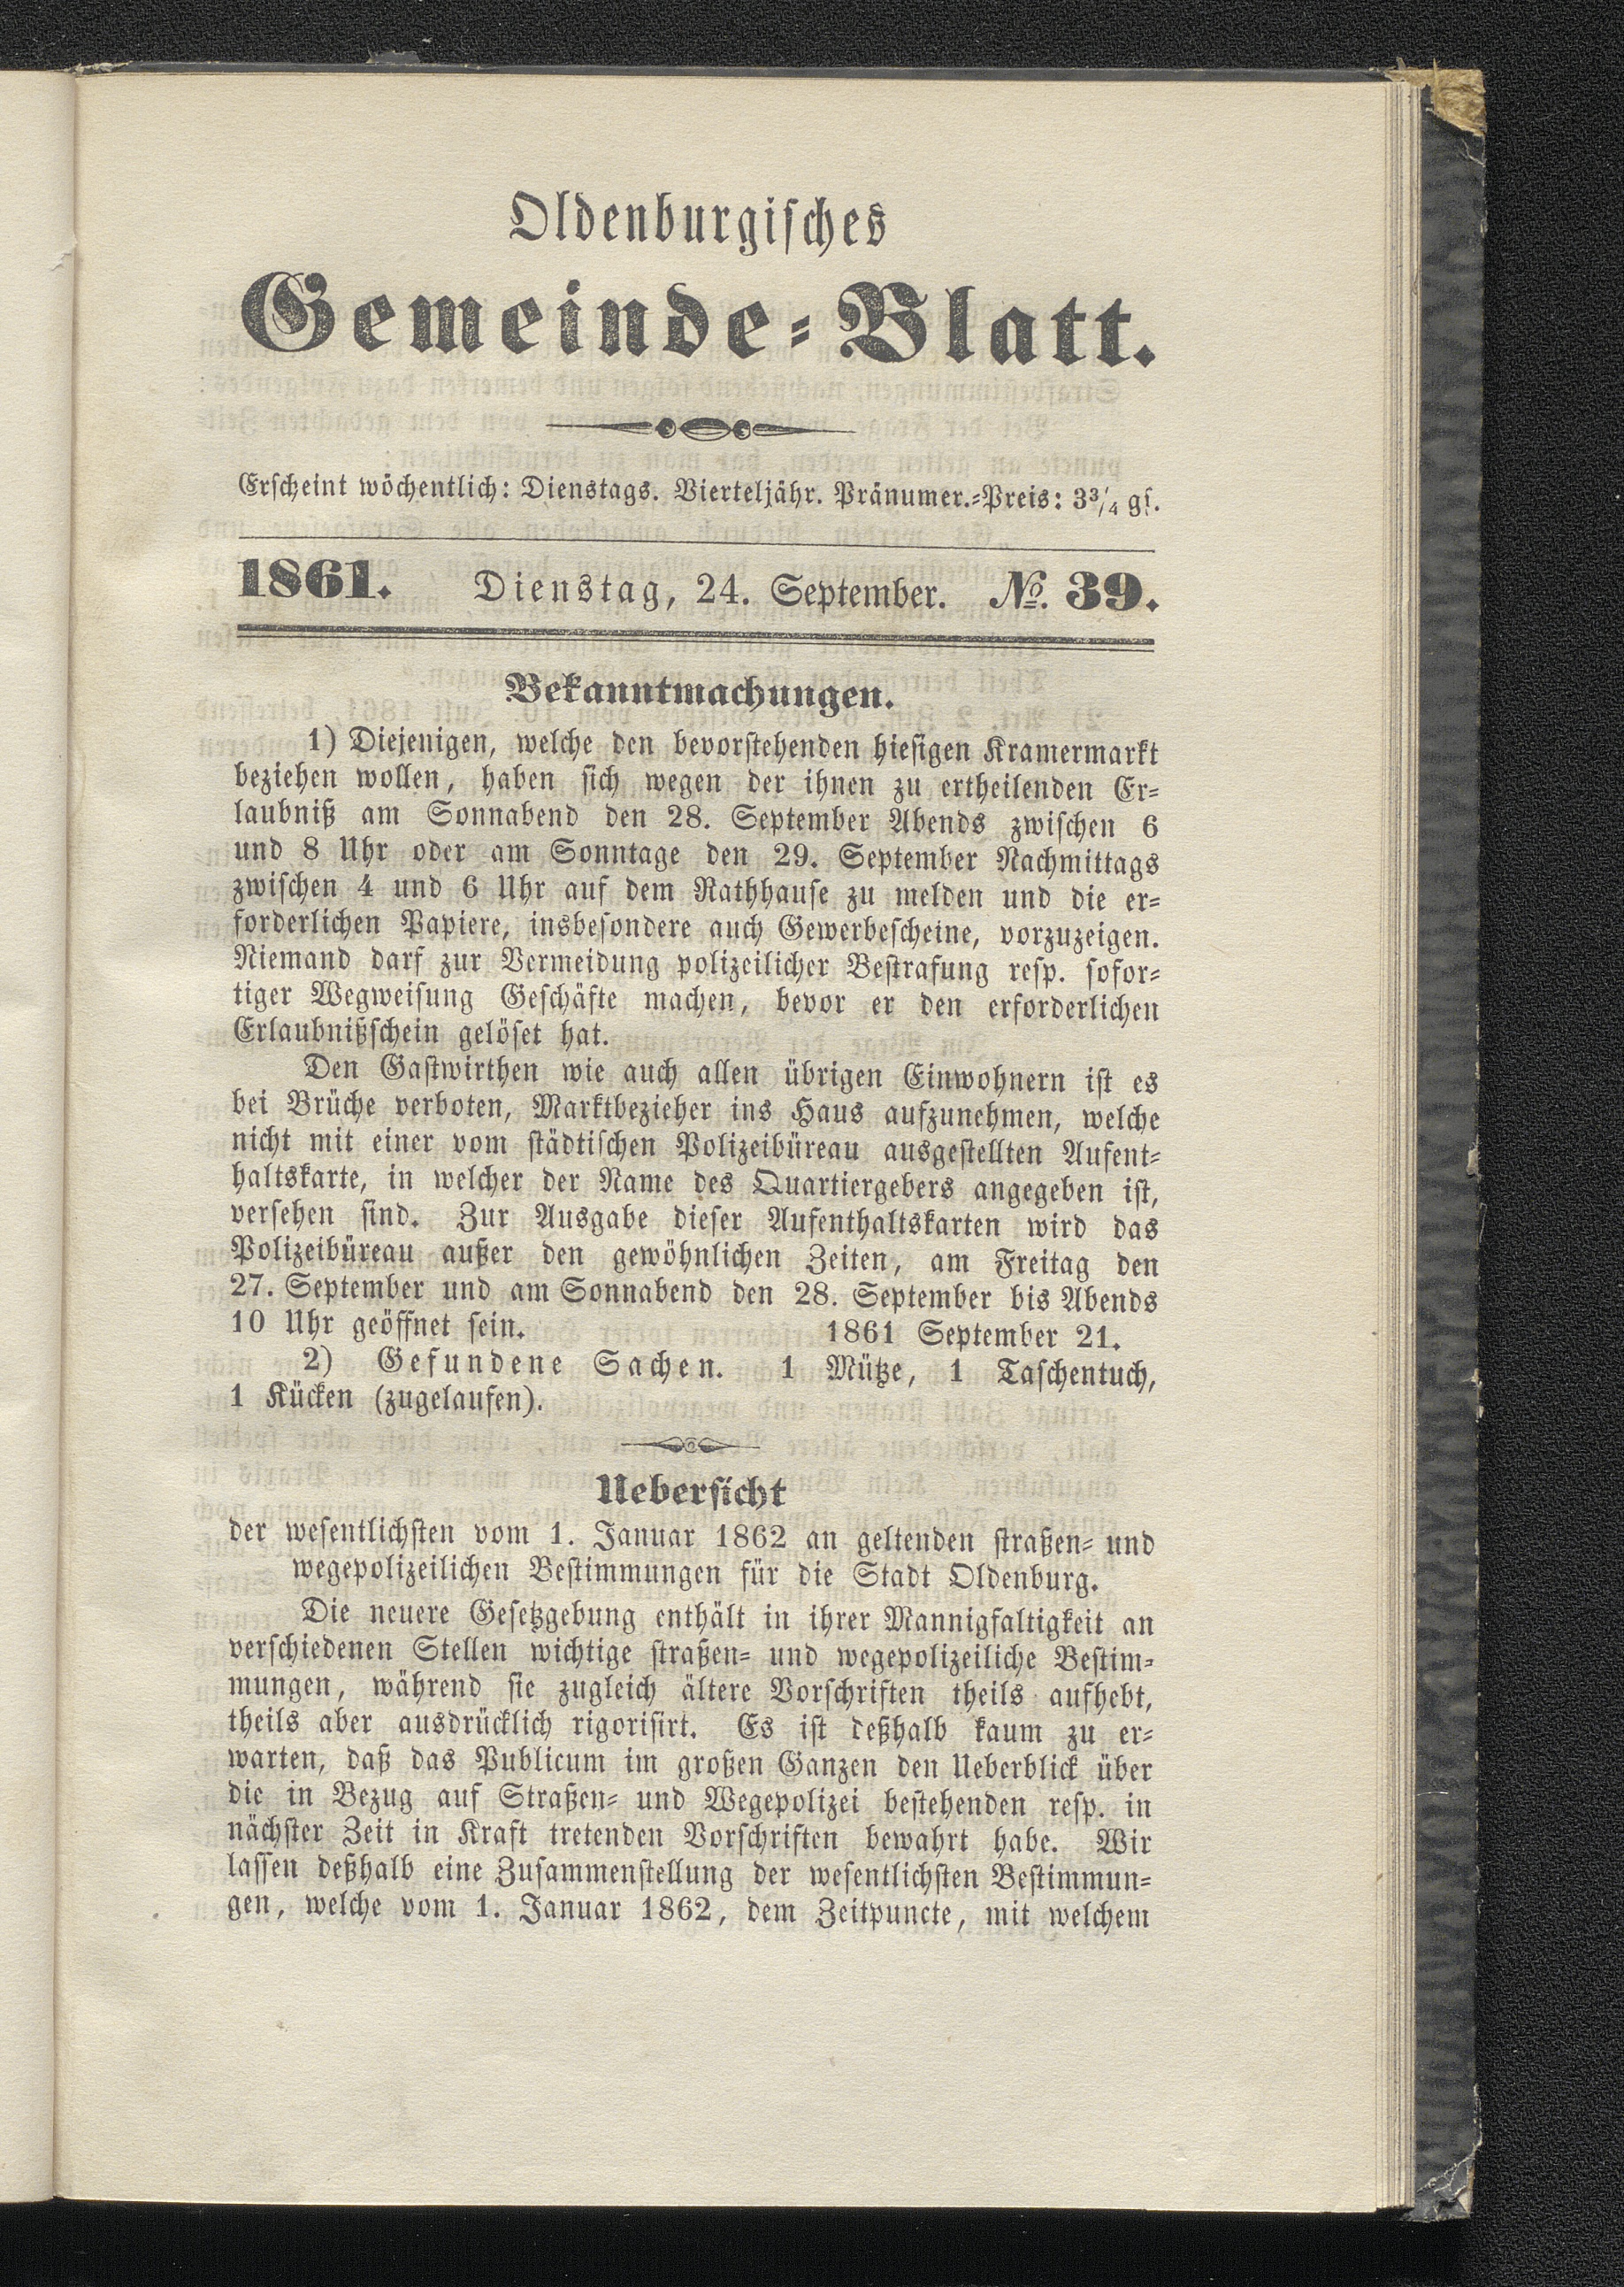 Oldenburgisches
Gemeinde-Blatt.
Erscheint wöchentlich: Dienstags. Vierteljähr. Pränumer.-Preis: 3¾ gſ.
1861. Dienstag, 24. September. No. 39.
Bekanntmachungen.
1) Diejenigen, welche den bevorſtehenden hieſigen Kramermarkt
beziehen wollen, haben ſich wegen der ihnen zu ertheilenden Er-
laubniß am Sonnabend den 28. September Abends zwiſchen 6
und 8 Uhr oder am Sonntage den 29. September Nachmittags
zwiſchen 4 und 6 Uhr auf dem Rathhauſe zu melden und die er-
forderlichen Papiere, insbeſondere auch Gewerbeſcheine, vorzuzeigen.
Niemand darf zur Vermeidung polizeilicher Beſtrafung reſp. ſofor-
tiger Wegweiſung Geſchäfte machen, bevor er den erforderlichen
Erlaubnißſchein gelöſet hat.
Den Gaſtwirthen wie auch allen übrigen Einwohnern iſt es
bei Brüche verboten, Marktbezieher ins Haus aufzunehmen, welche
nicht mit einer vom ſtädtiſchen Polizeibüreau ausgeſtellten Aufent-
haltskarte, in welcher der Name des Quartiergebers angegeben iſt,
verſehen ſind. Zur Ausgabe dieſer Aufenthaltskarten wird das
Polizeibüreau außer den gewöhnlichen Zeiten, am Freitag den
27. September und am Sonnabend den 28. September bis Abends
10 Uhr geöffnet ſein. 1861 September 21.
2) Gefundene Sachen. 1 Mütze, 1 Taſchentuch,
1 Kücken (zugelaufen).
Ueberſicht
der weſentlichſten vom 1. Januar 1862 an geltenden ſtraßen- und
wegepolizeilichen Beſtimmungen für die Stadt Oldenburg.
Die neuere Geſetzgebung enthält in ihrer Mannigfaltigkeit an
verſchiedenen Stellen wichtige ſtraßen- und wegepolizeiliche Beſtim-
mungen, während ſie zugleich ältere Vorſchriften theils aufhebt,
theils aber ausdrücklich rigoriſirt. Es iſt deßhalb kaum zu er-
warten, daß das Publicum im großen Ganzen den Ueberblick über
die in Bezug auf Straßen- und Wegepolizei beſtehenden reſp. in
nächſter Zeit in Kraft tretenden Vorſchriften bewahrt habe. Wir
laſſen deßhalb eine Zuſammenſtellung der weſentlichſten Beſtimmun-
gen, welche vom 1. Januar 1862, dem Zeitpuncte, mit welchem